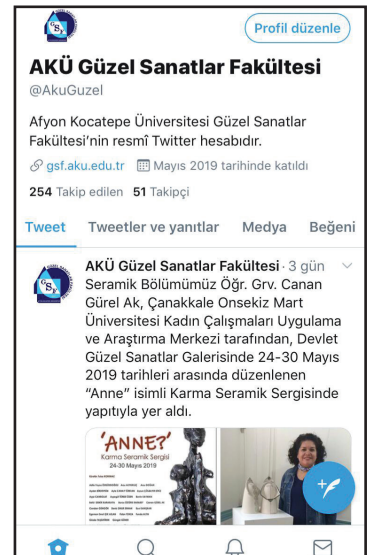 GSF
Profil düzenle
AKÜ Güzel Sanatlar Fakültesi
@AkuGuzel
Afyon Kocatepe Üniversitesi Güzel Sanatlar
Fakültesi'nin resmî Twitter hesabıdır.
gsf.aku.edu.tr Mayıs 2019 tarihinde katıldı
254 Takip edilen 51 Takipçi
Tweet Tweetler ve yanıtlar Medya Beğeni
AKÜ Güzel Sanatlar Fakültesi · 3 gün
GSF
Seramik Bölümümüz Öğr. Grv. Canan
Gürel Ak, Çanakkale Onsekiz Mart
Üniversitesi Kadın Çalışmaları Uygulama
ve Araştırma Merkezi tarafından, Devlet
Güzel Sanatlar Galerisinde 24-30 Mayıs
2019 tarihleri arasında düzenlenen
“Anne” isimli Karma Seramik Sergisinde
yapıtıyla yer aldı.
'ANNE?'
Karma Seramik Sergisi
24-30 Mayıs 2019